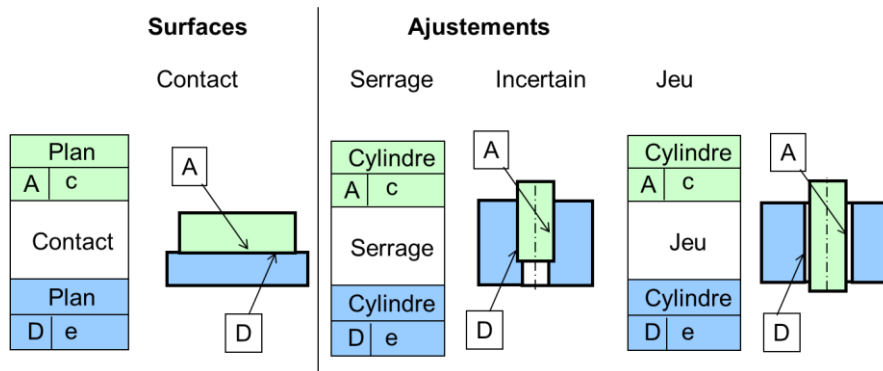 Surfaces
Ajustements
Contact
Serrage
Incertain
Jeu
Plan
A c
Contact
Plan
D e
A
D
Cylindre
A c
Serrage
Cylindre
D e
A
D
Cylindre
A c
Jeu
Cylindre
D e
A
D